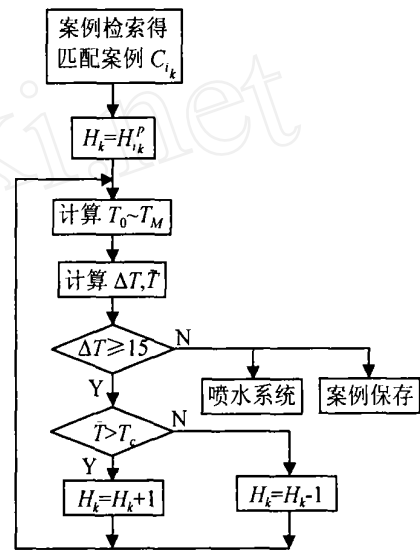 案例检索得
匹配案例 C_{i_k}
H_k=H_{i_k}^p
计算 T_0~T_M
计算 ΔT,T̄
ΔT≥15
N
Y
喷水系统
案例保存
T̄>T_c
N
Y
H_k=H_k+1
H_k=H_k-1